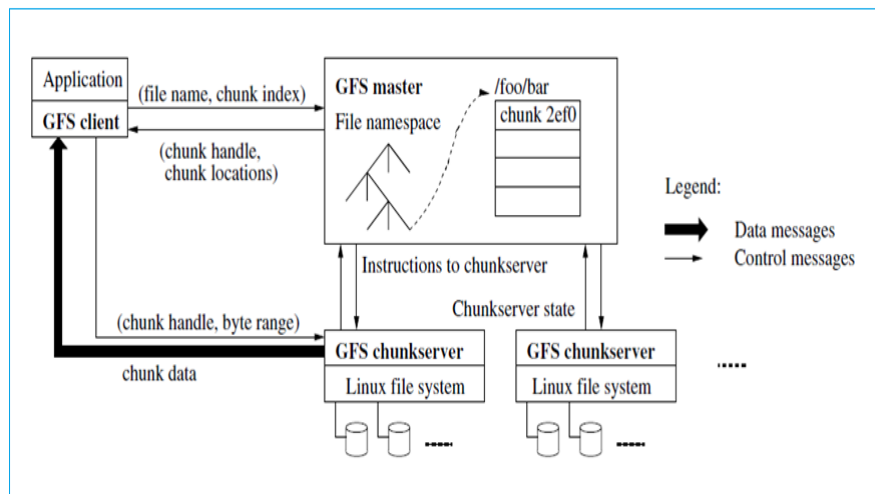 Application
GFS client
(file name, chunk index)
(chunk handle,
chunk locations)
GFS master
File namespace
/foo/bar
chunk 2ef0
Legend:
Data messages
Control messages
Instructions to chunkserver
Chunkserver state
(chunk handle, byte range)
chunk data
GFS chunkserver
Linux file system
GFS chunkserver
Linux file system